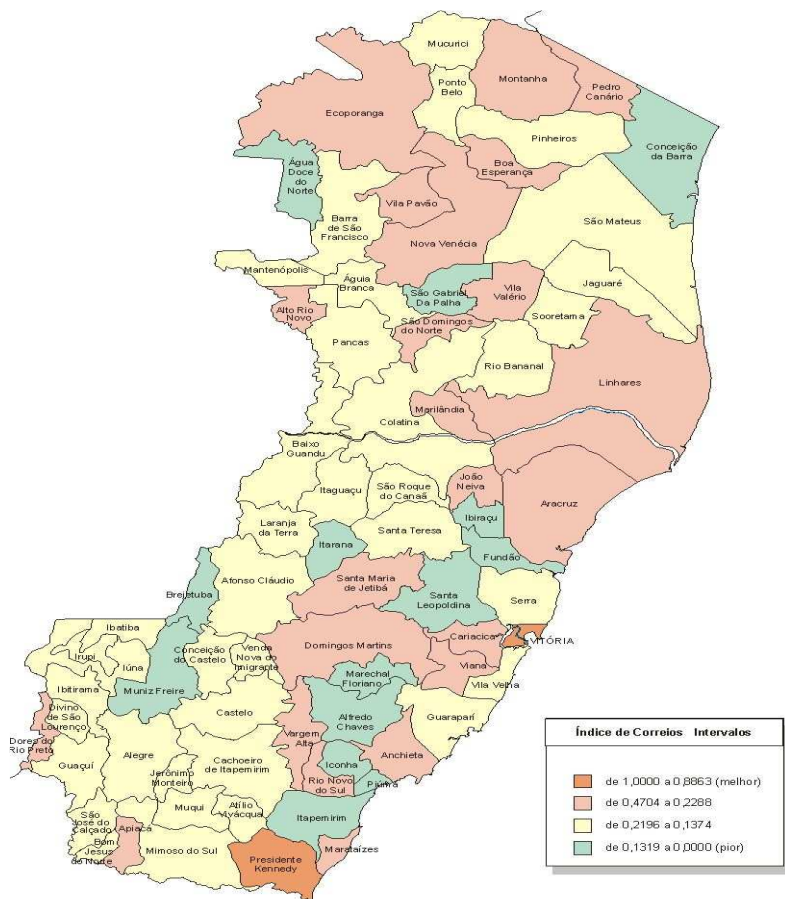 Mucurici
Montanha
Pedro
Canário
Ponto
Belo
Ecoporanga
Pinheiros
Conceição
da Barra
Água
Doce
do Norte
Boa
Esperança
Vila Pavão
Barra
de São
Francisco
São Mateus
Nova Venécia
Mantenópolis
Água
Branca
São Gabriel
Da Palha
Vila
Valério
Jaguaré
Alto Rio
Novo
São Domingos
do Norte
Sooretama
Pancas
Rio Bananal
Linhares
Marilândia
Colatina
Baixo
Guandu
Itaguaçu
São Roque
do Canaã
João
Neiva
Aracruz
Ibiraçu
Laranja
da Terra
Santa Teresa
Itarana
Fundão
Afonso Cláudio
Santa Maria
de Jetibá
Brejetuba
Santa
Leopoldina
Serra
Ibatiba
Irupi
Iúna
Conceição
do Castelo
Venda
Nova do
Imigrante
Domingos Martins
Cariacica
VITÓRIA
Viana
Marechal
Floriano
Vila Velha
Ibitirama
Muniz Freire
Divino
de São
Lourenço
Castelo
Alfredo
Chaves
Guaraparí
Dores do
Rio Preto
Vargem
Alta
Guaçuí
Alegre
Cachoeiro
de Itapemirim
Anchieta
Iconha
Jerônimo
Monteiro
Rio Novo
do Sul
Piúma
Muqui
Atílio
Vivácqua
Itapemirim
São
José do
Calçado
Apiacá
Bom
Jesus
do Norte
Mimoso do Sul
Presidente
Kennedy
Marataízes
Índice de Correios Intervalos
de 1,0000 a 0,8863 (melhor)
de 0,4704 a 0,2288
de 0,2196 a 0,1374
de 0,1319 a 0,0000 (pior)